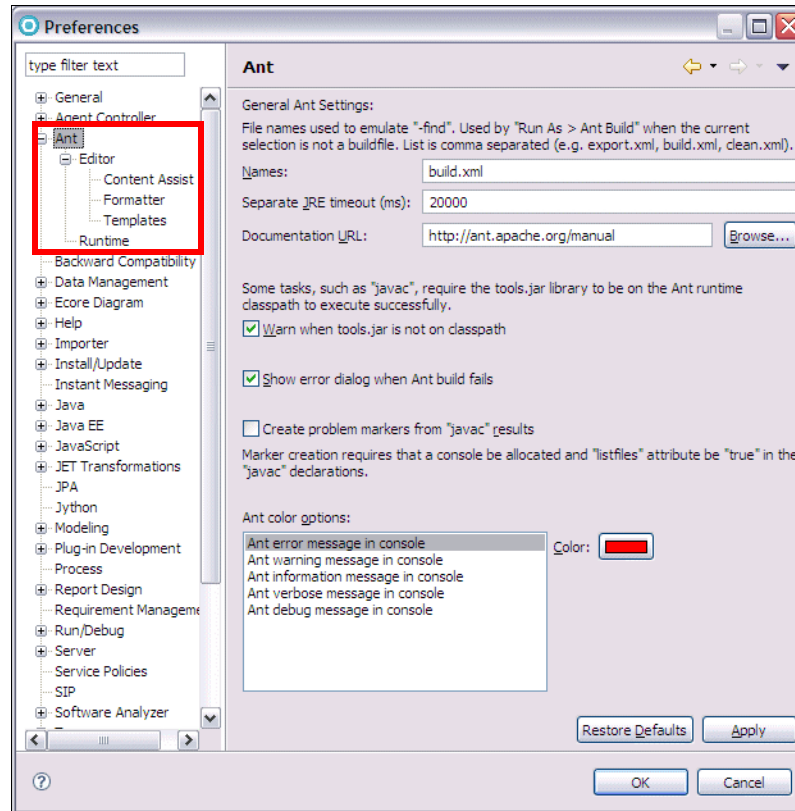 Preferences
type filter text
General
Agent Controller
Ant
Editor
Content Assist
Formatter
Templates
Runtime
Backward Compatibility
Data Management
Ecore Diagram
Help
Importer
Install/Update
Instant Messaging
Java
Java EE
JavaScript
JET Transformations
JPA
Jython
Modeling
Plug-in Development
Process
Report Design
Requirement Manageme
Run/Debug
Server
Service Policies
SIP
Software Analyzer
Ant
General Ant Settings:
File names used to emulate "-find". Used by "Run As > Ant Build" when the current
selection is not a buildfile. List is comma separated (e.g. export.xml, build.xml, clean.xml).
Names: build.xml
Separate JRE timeout (ms): 20000
Documentation URL: http://ant.apache.org/manual Browse...
Some tasks, such as "javac", require the tools.jar library to be on the Ant runtime
classpath to execute successfully.
Warn when tools.jar is not on classpath
Show error dialog when Ant build fails
Create problem markers from "javac" results
Marker creation requires that a console be allocated and "listfiles" attribute be "true" in the
"javac" declarations.
Ant color options:
Ant error message in console
Ant warning message in console
Ant information message in console
Ant verbose message in console
Ant debug message in console
Color:
Restore Defaults Apply
? OK Cancel